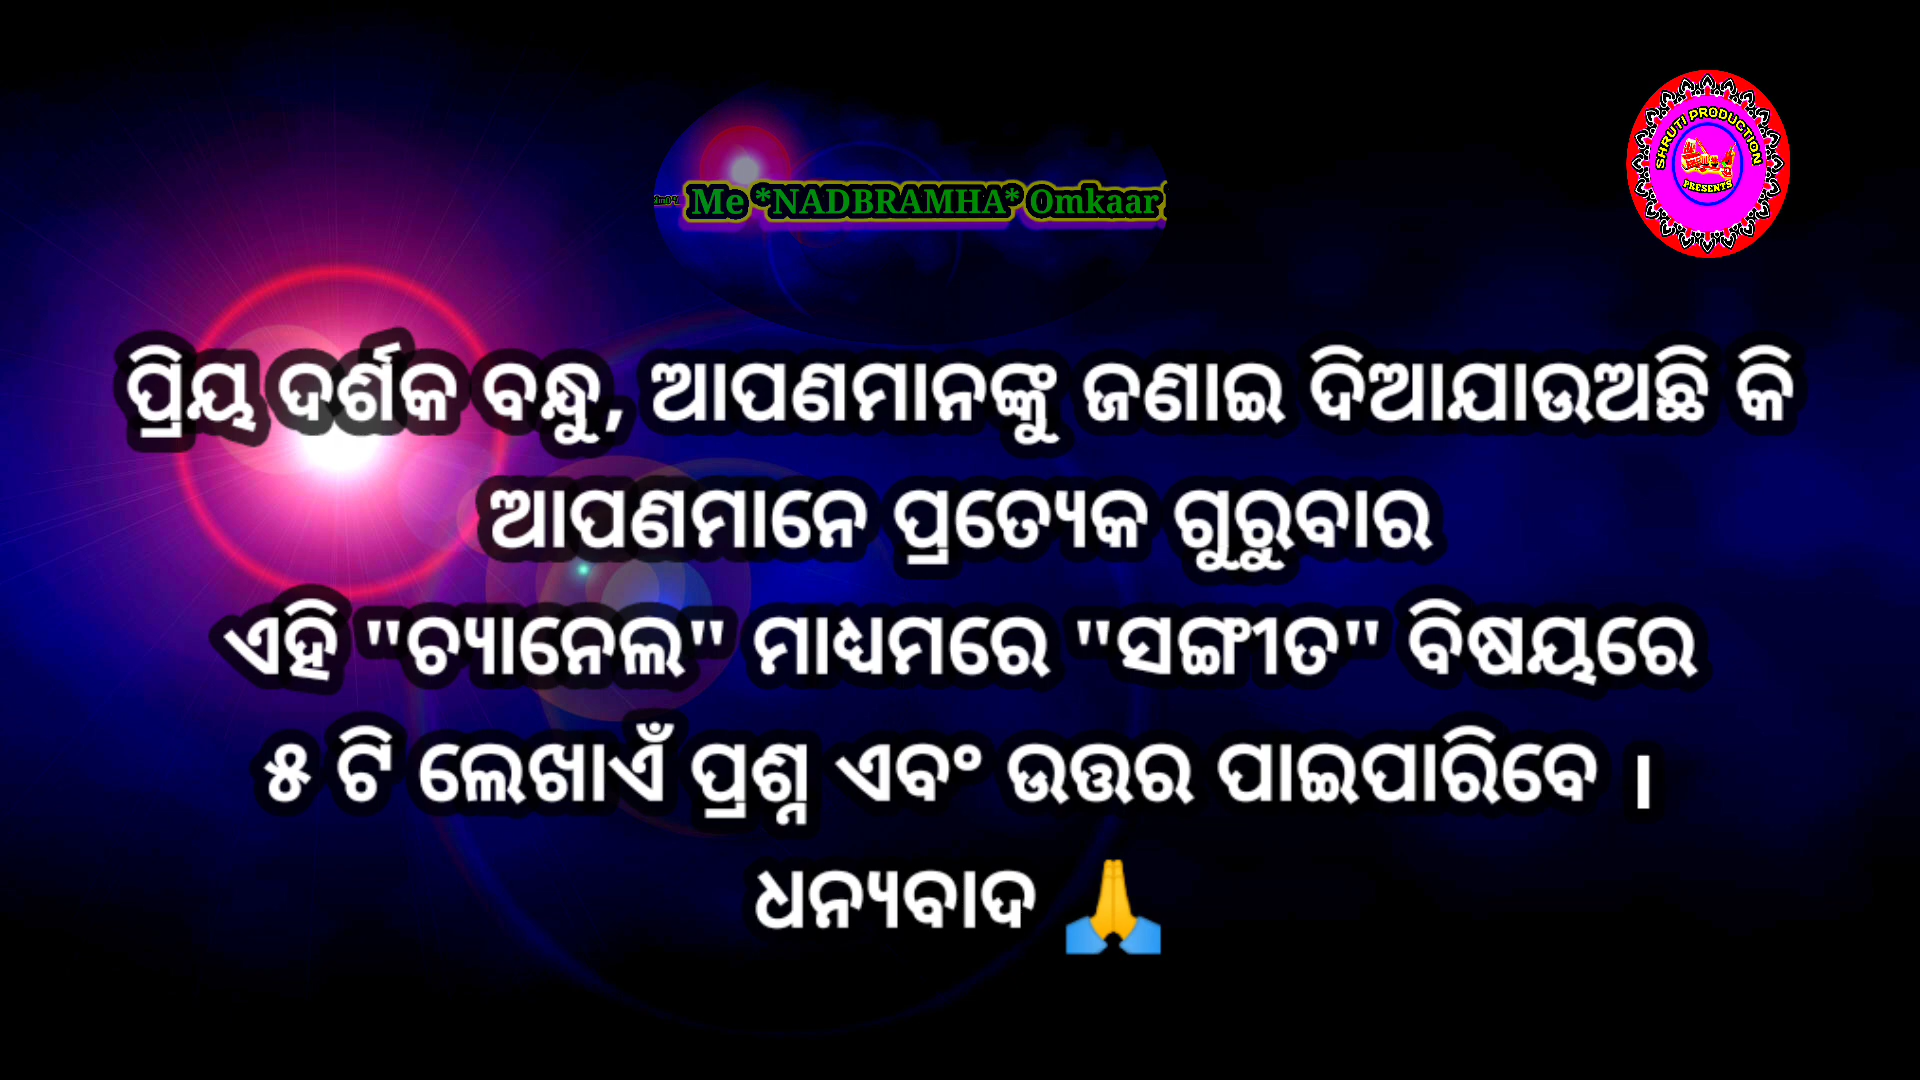 Me *NADBRAMHA* Omkaar
SHRUTI PRODUCTION
PRESENTS
ପ୍ରିୟ ଦର୍ଶକ ବନ୍ଧୁ, ଆପଣମାନଙ୍କୁ ଜଣାଇ ଦିଆଯାଉଅଛି କି
ଆପଣମାନେ ପ୍ରତ୍ୟେକ ଗୁରୁବାର
ଏହି "ଚ୍ୟାନେଲ" ମାଧ୍ୟମରେ "ସଙ୍ଗୀତ" ବିଷୟରେ
୫ ଟି ଲେଖାଏଁ ପ୍ରଶ୍ନ ଏବଂ ଉତ୍ତର ପାଇପାରିବେ ।
ଧନ୍ୟବାଦ 🙏